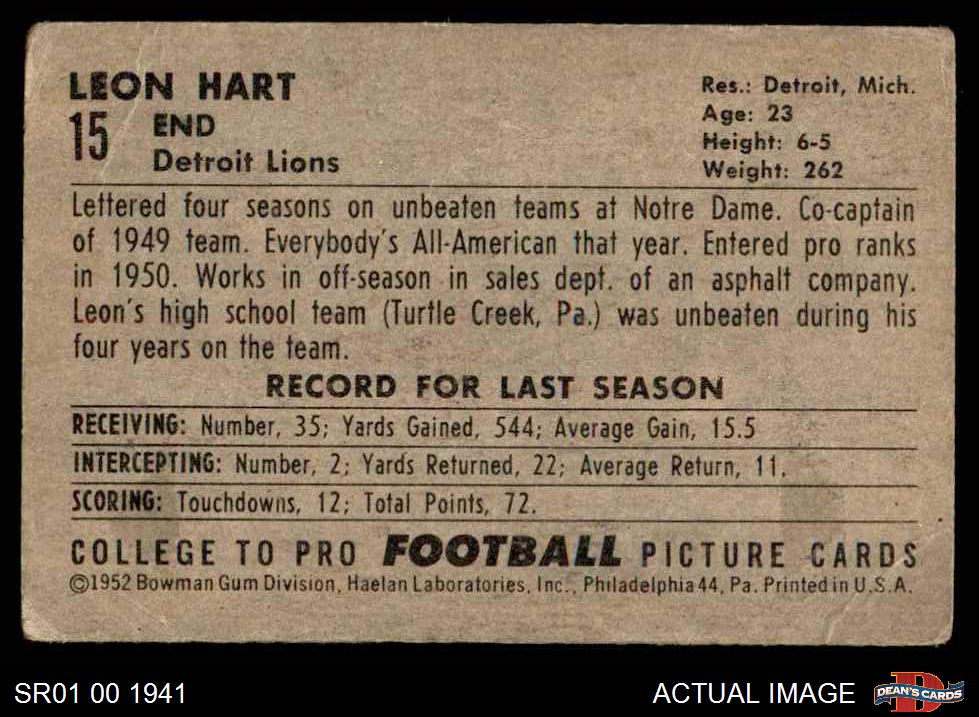 LEON HART
15 END
Detroit Lions
Res.: Detroit, Mich.
Age: 23
Height: 6-5
Weight: 262
Lettered four seasons on unbeaten teams at Notre Dame. Co-captain
of 1949 team. Everybody's All-American that year. Entered pro ranks
in 1950. Works in off-season in sales dept. of an asphalt company.
Leon's high school team (Turtle Creek, Pa.) was unbeaten during his
four years on the team.
RECORD FOR LAST SEASON
RECEIVING: Number, 35; Yards Gained, 544; Average Gain, 15.5
INTERCEPTING: Number, 2; Yards Returned, 22; Average Return, 11.
SCORING: Touchdowns, 12; Total Points, 72.
COLLEGE TO PRO FOOTBALL PICTURE CARDS
©1952 Bowman Gum Division, Haelan Laboratories, Inc., Philadelphia 44, Pa. Printed in U.S.A.
SR01 00 1941
ACTUAL IMAGE
D
DEAN'S CARDS